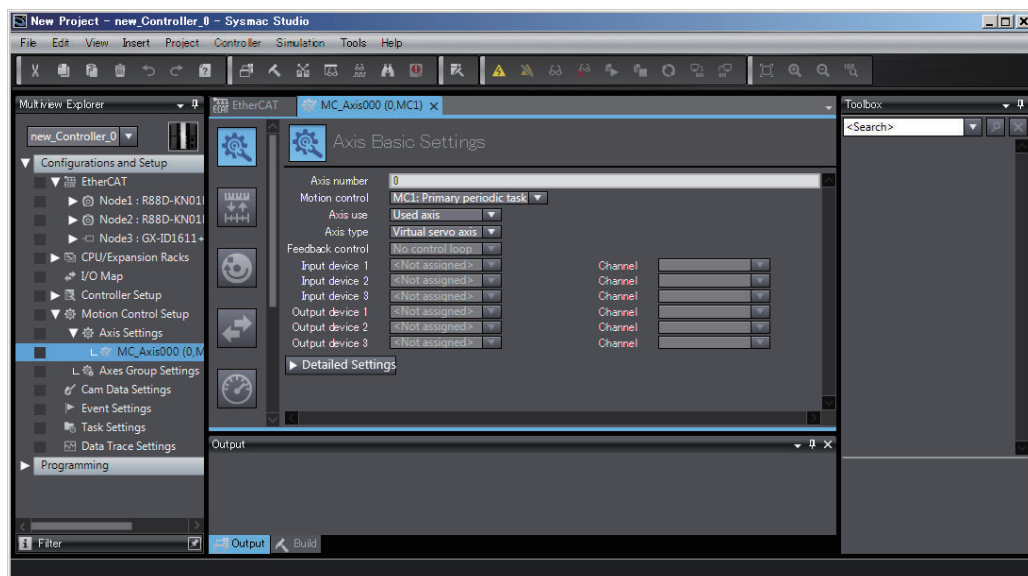 New Project - new_Controller_0 - Sysmac Studio
File Edit View Insert Project Controller Simulation Tools Help
Multiview Explorer
new_Controller_0
Configurations and Setup
EtherCAT
Node1 : R88D-KN01
Node2 : R88D-KN01
Node3 : GX-ID1611+
CPU/Expansion Racks
I/O Map
Controller Setup
Motion Control Setup
Axis Settings
MC_Axis000 (0,M
Axes Group Settings
Cam Data Settings
Event Settings
Task Settings
Data Trace Settings
Programming
Filter
EtherCAT
MC_Axis000 (0,MC1)
Axis Basic Settings
Axis number 0
Motion control MC1: Primary periodic task
Axis use Used axis
Axis type Virtual servo axis
Feedback control No control loop
Input device 1 <Not assigned> Channel
Input device 2 <Not assigned> Channel
Input device 3 <Not assigned> Channel
Output device 1 <Not assigned> Channel
Output device 2 <Not assigned> Channel
Output device 3 <Not assigned> Channel
Detailed Settings
Output
Output Build
Toolbox
<Search>